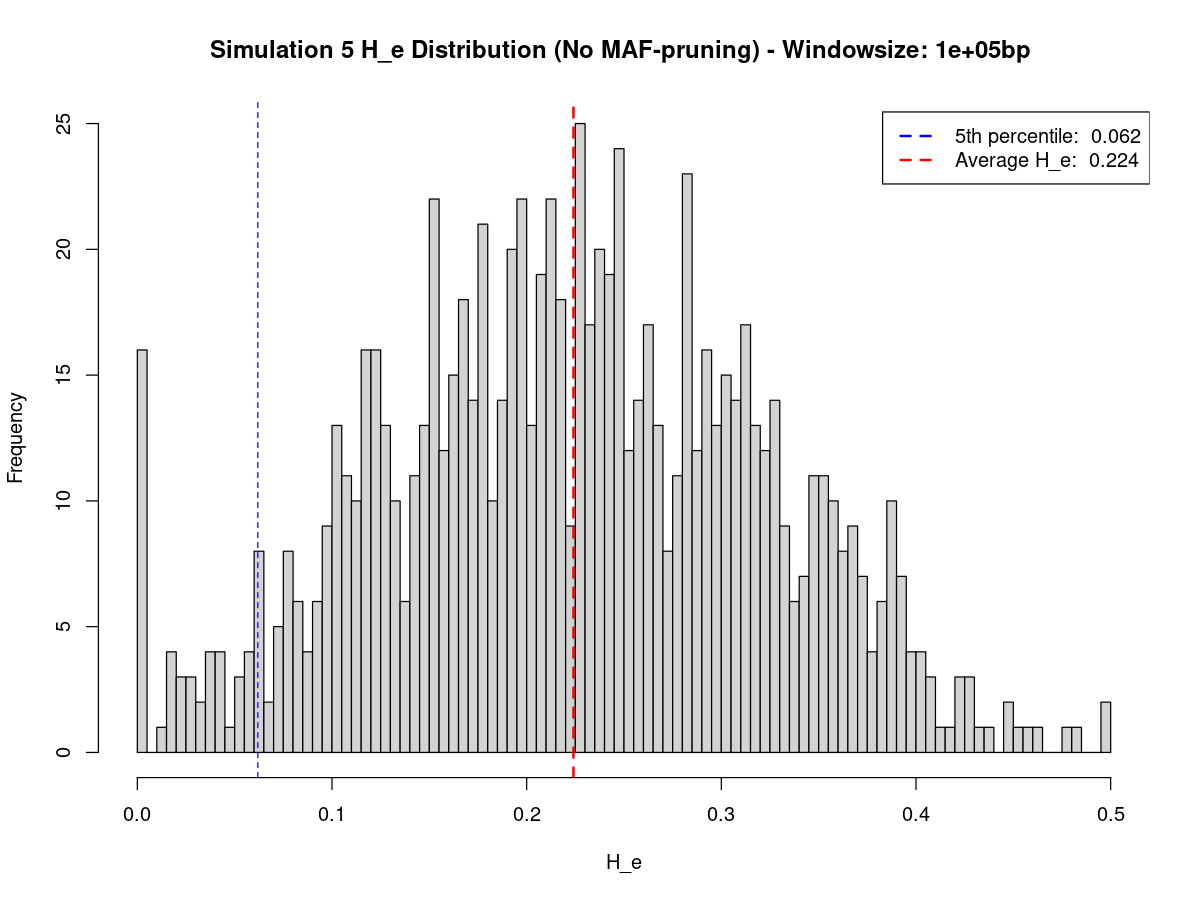 Simulation 5 H_e Distribution (No MAF-pruning) - Windowsize: 1e+05bp
5th percentile:  0.062
Average H_e:  0.224
25
20
15
10
5
0
Frequency
0.0 0.1 0.2 0.3 0.4 0.5
H_e